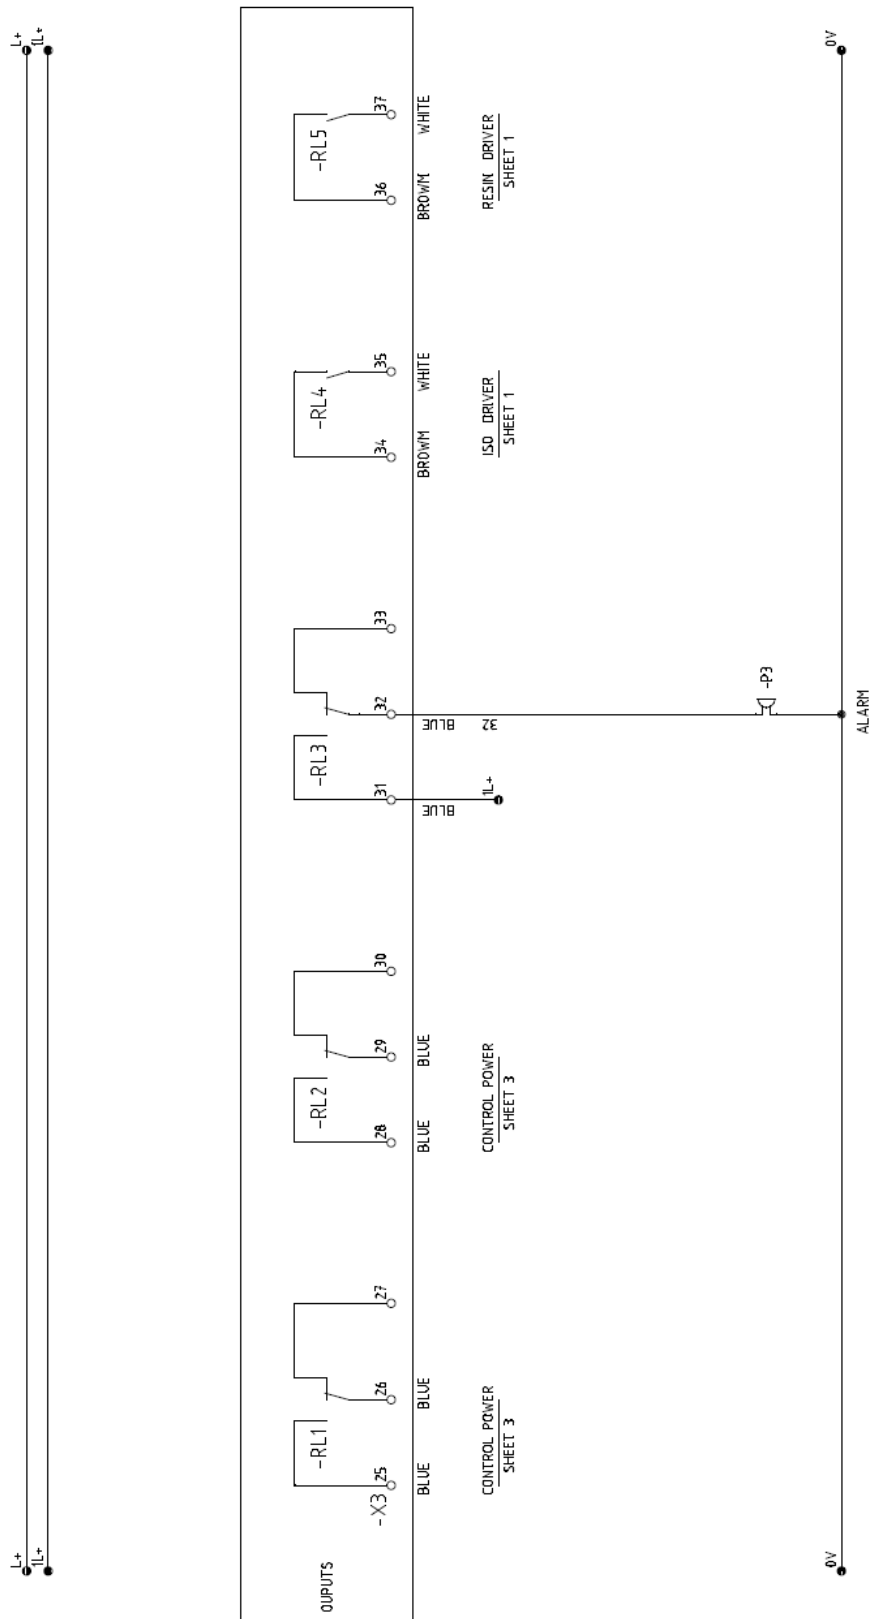 L+
1L+
OUPUTS
-X3
25
-RL1
26
27
BLUE
BLUE
CONTROL POWER
SHEET 3
28
-RL2
29
30
BLUE
BLUE
CONTROL POWER
SHEET 3
31
-RL3
32
33
BLUE
BLUE
32
1L+
-P3
ALARM
34
-RL4
35
BROWM
WHITE
ISO DRIVER
SHEET 1
36
-RL5
37
BROWM
WHITE
RESIN DRIVER
SHEET 1
L+
1L+
0V
0V